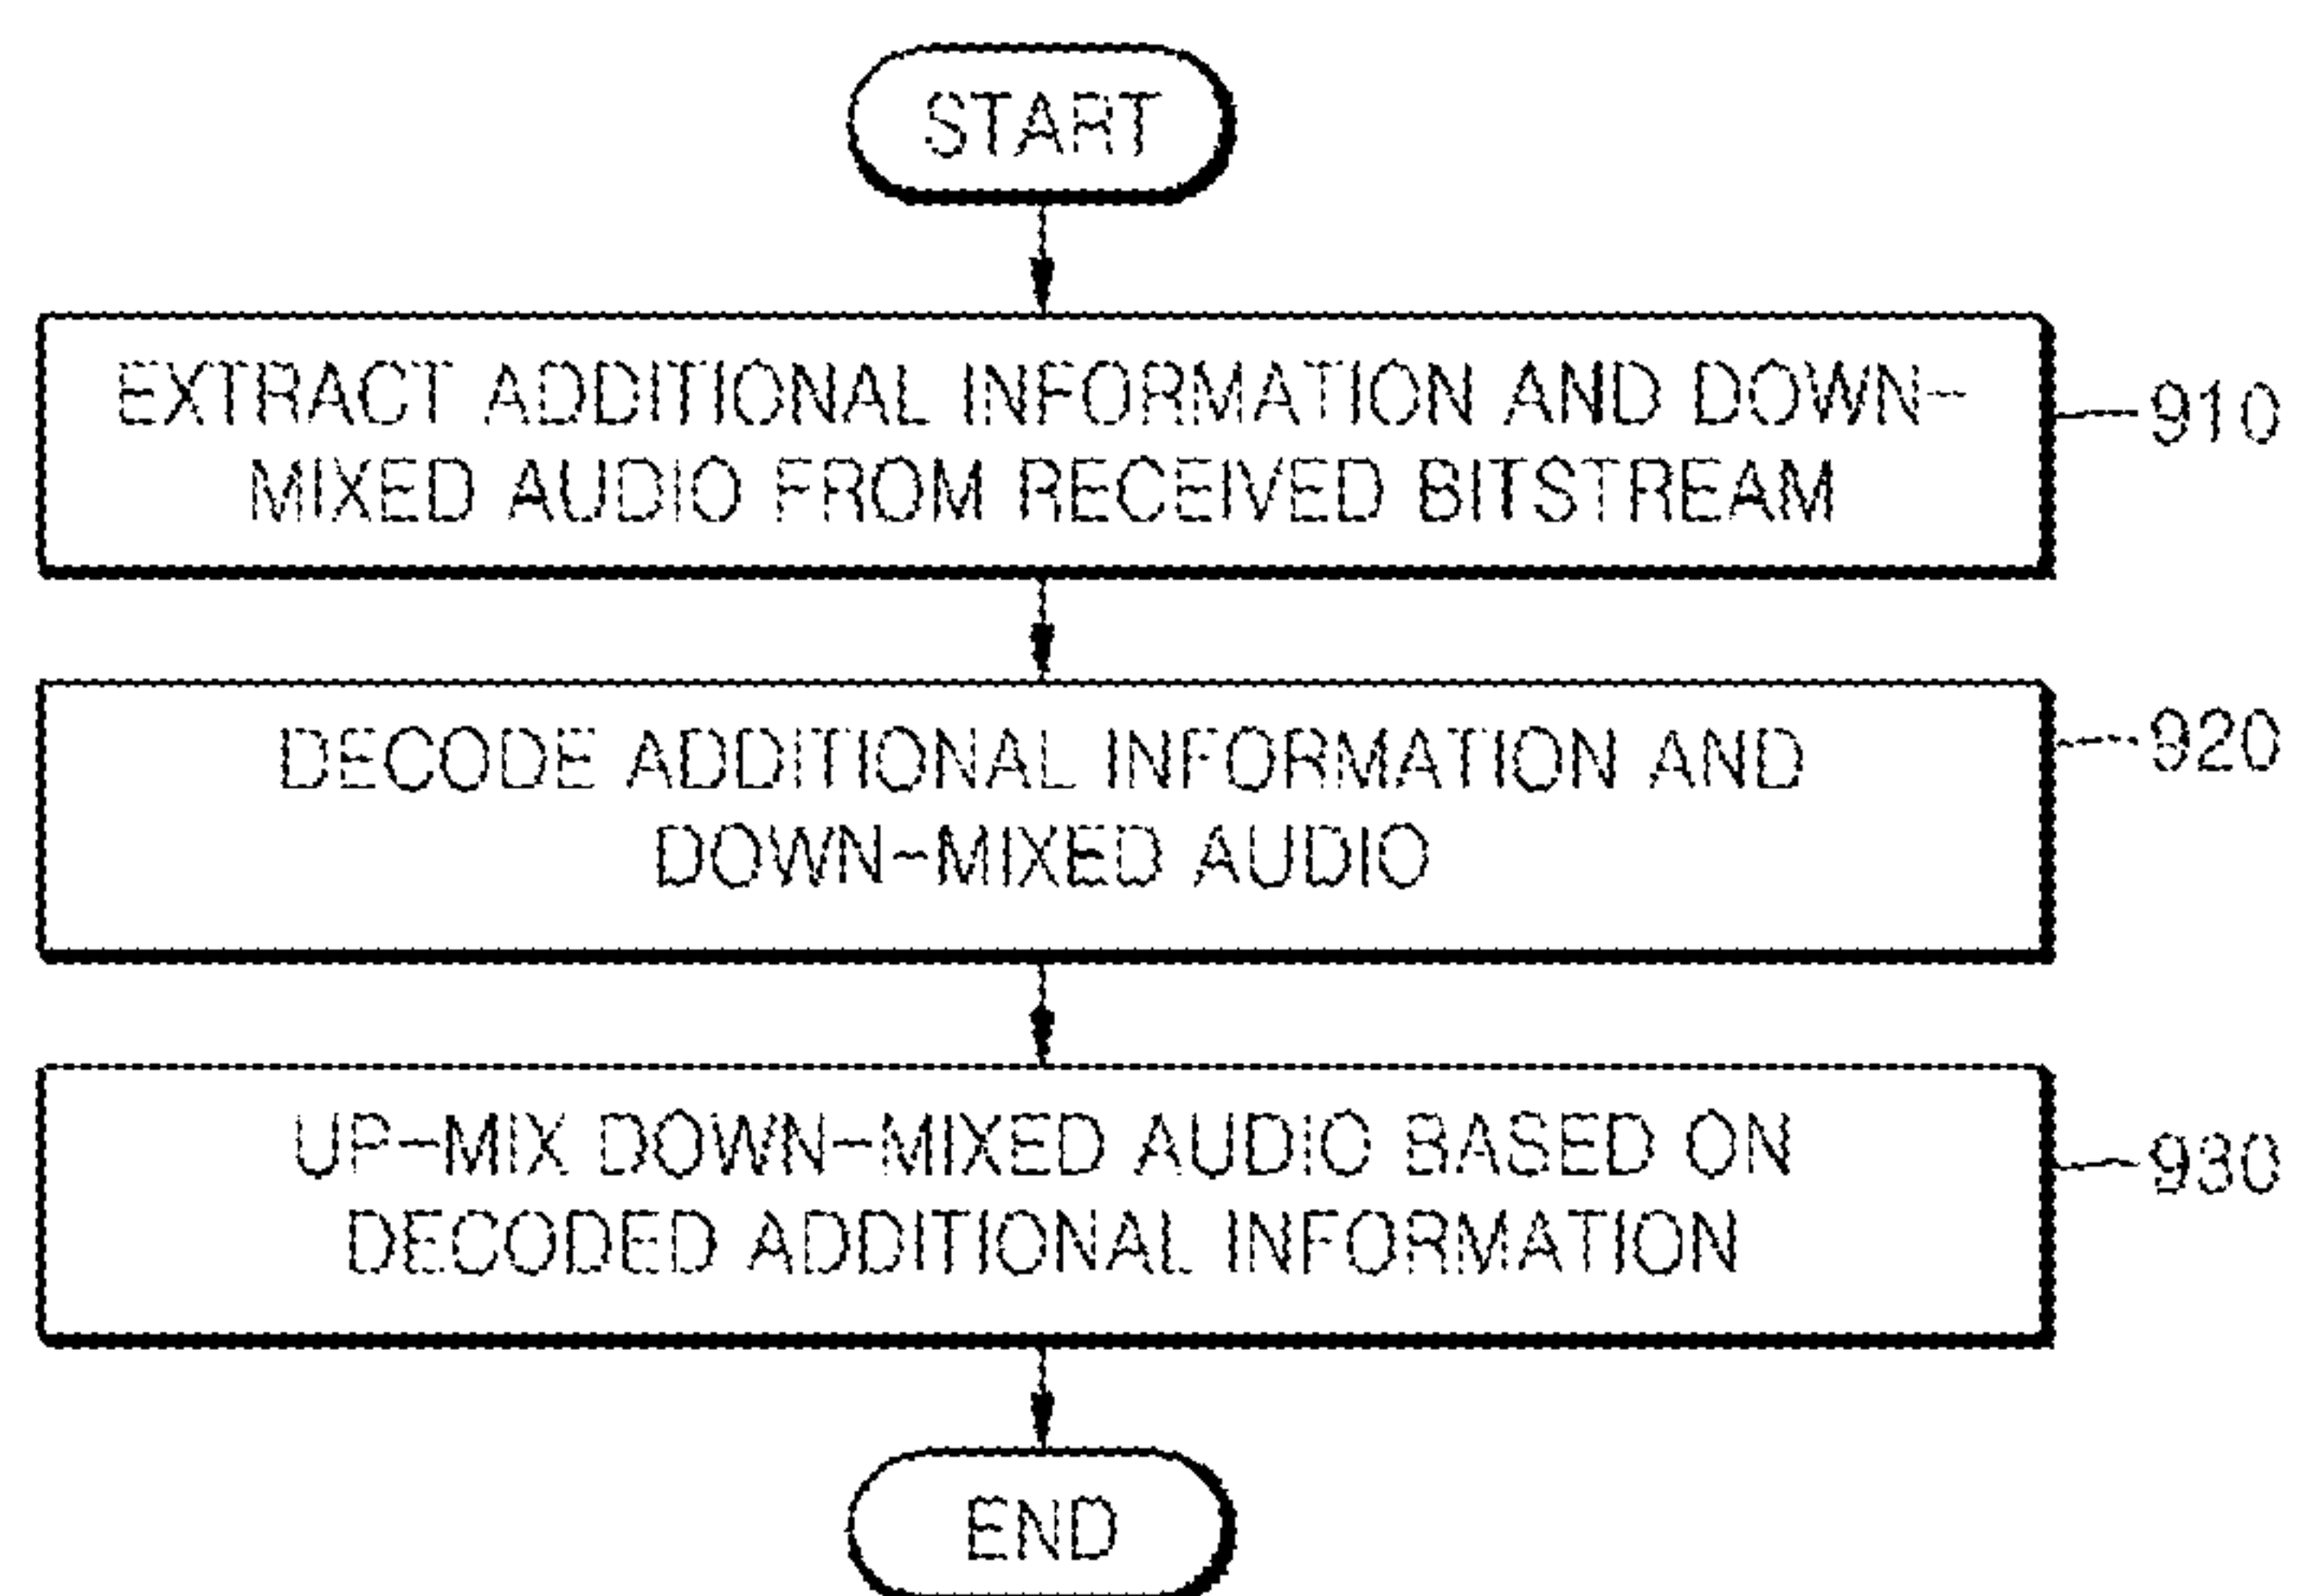 START
EXTRACT ADDITIONAL INFORMATION AND DOWN-
MIXED AUDIO FROM RECEIVED BITSTREAM
910
DECODE ADDITIONAL INFORMATION AND
DOWN-MIXED AUDIO
920
UP-MIX DOWN-MIXED AUDIO BASED ON
DECODED ADDITIONAL INFORMATION
930
END